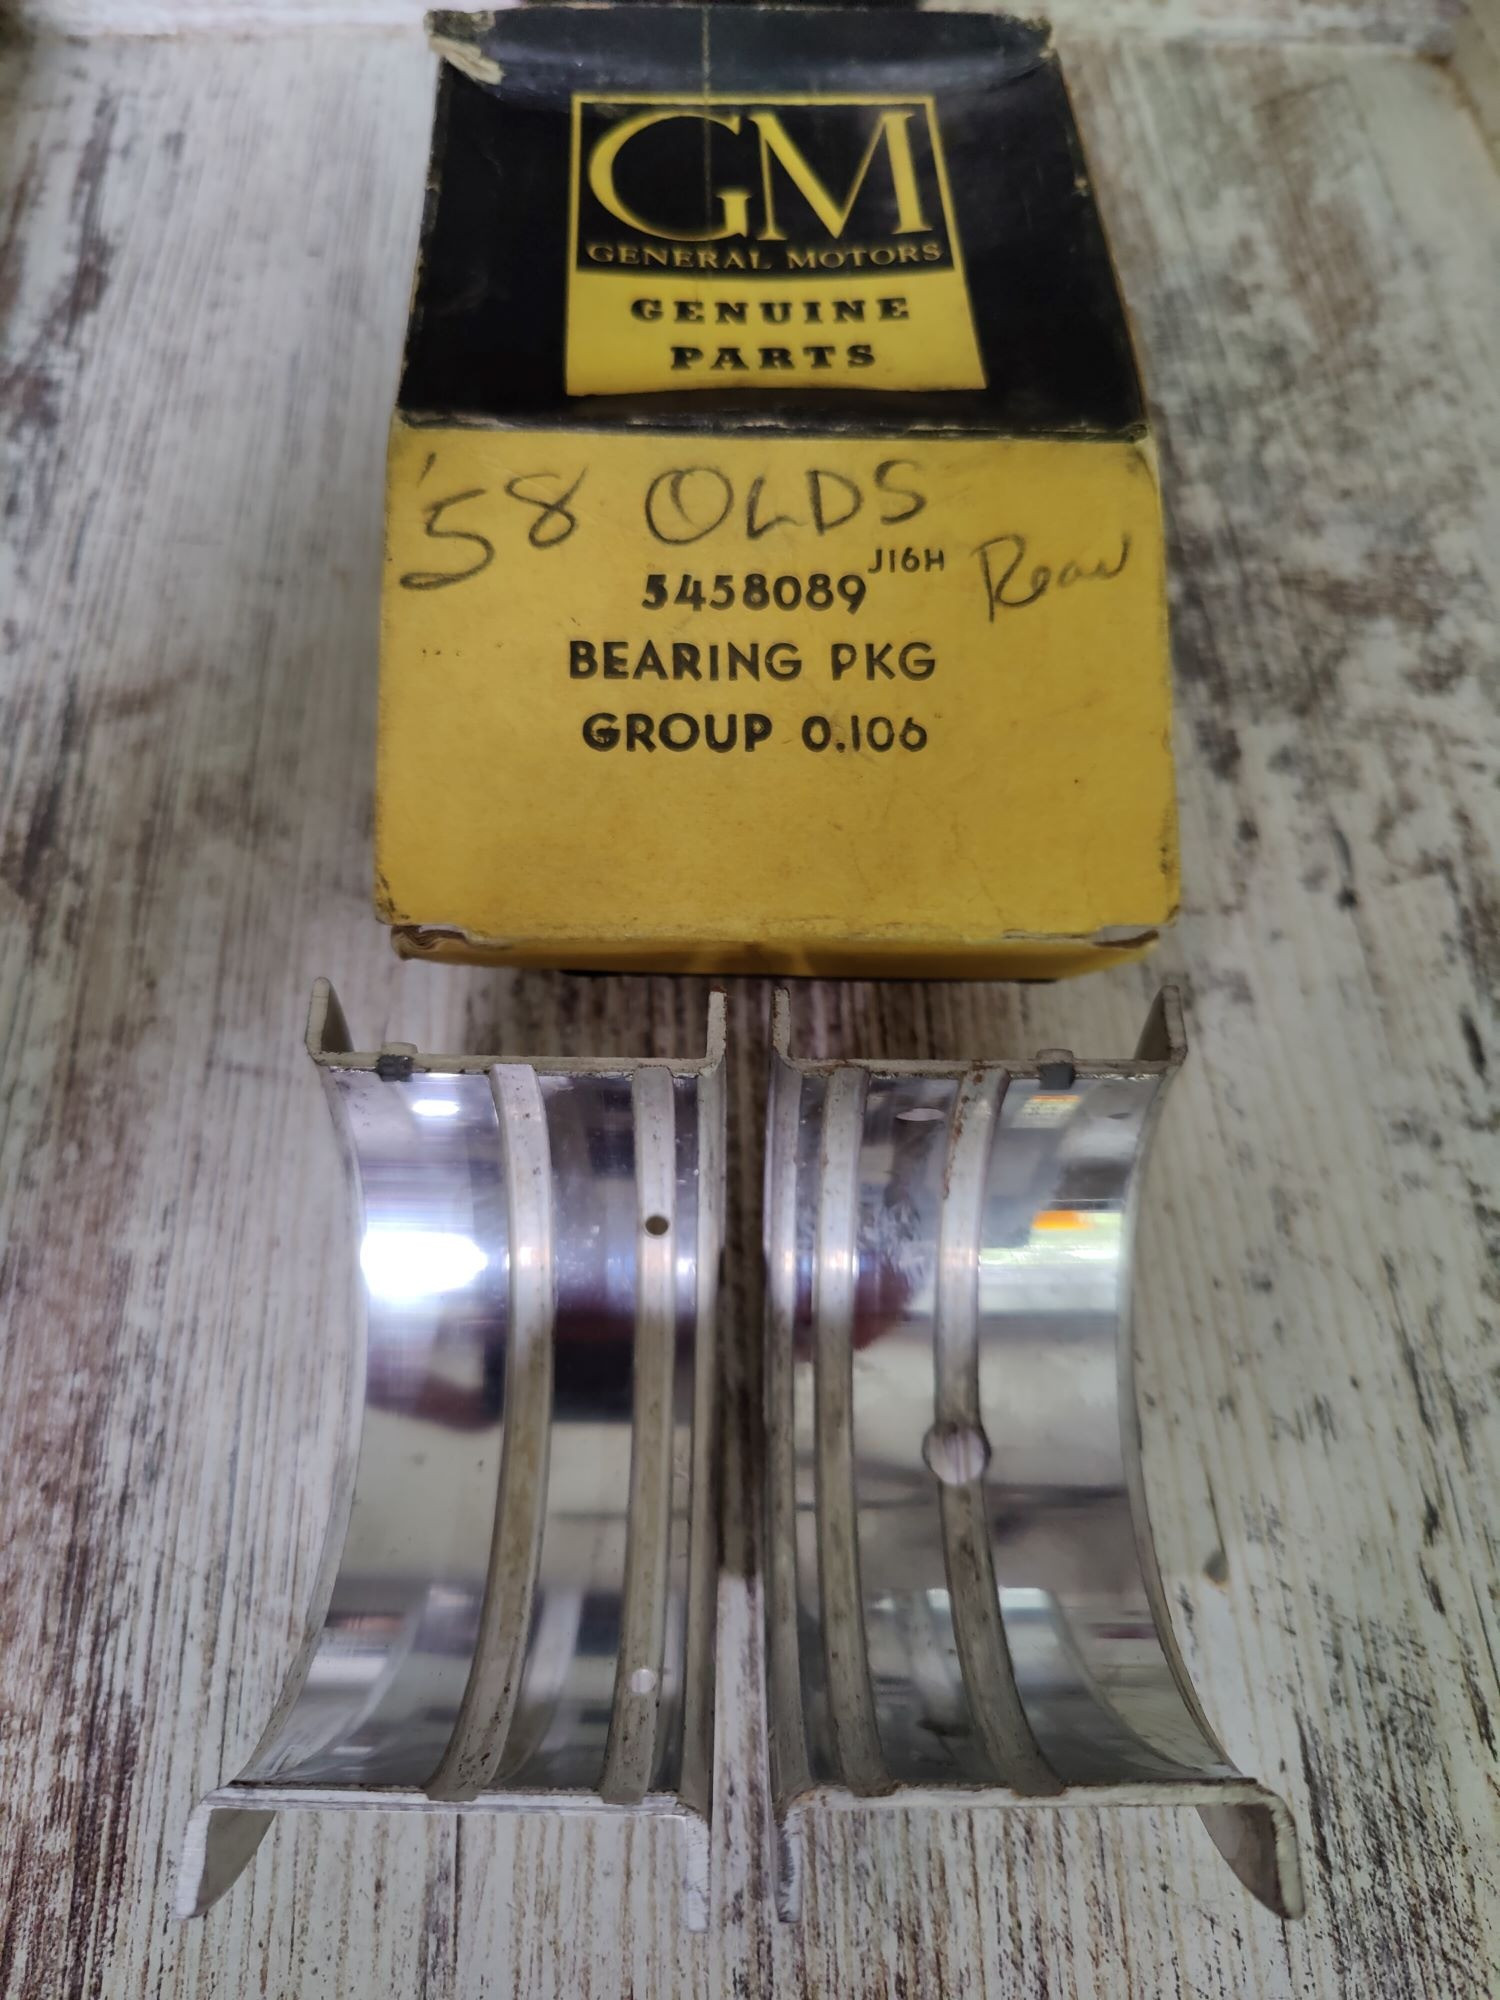 GM
GENERAL MOTORS
GENUINE
PARTS
'58 OLDS
5458089 J16H Rear
BEARING PKG
GROUP 0.106